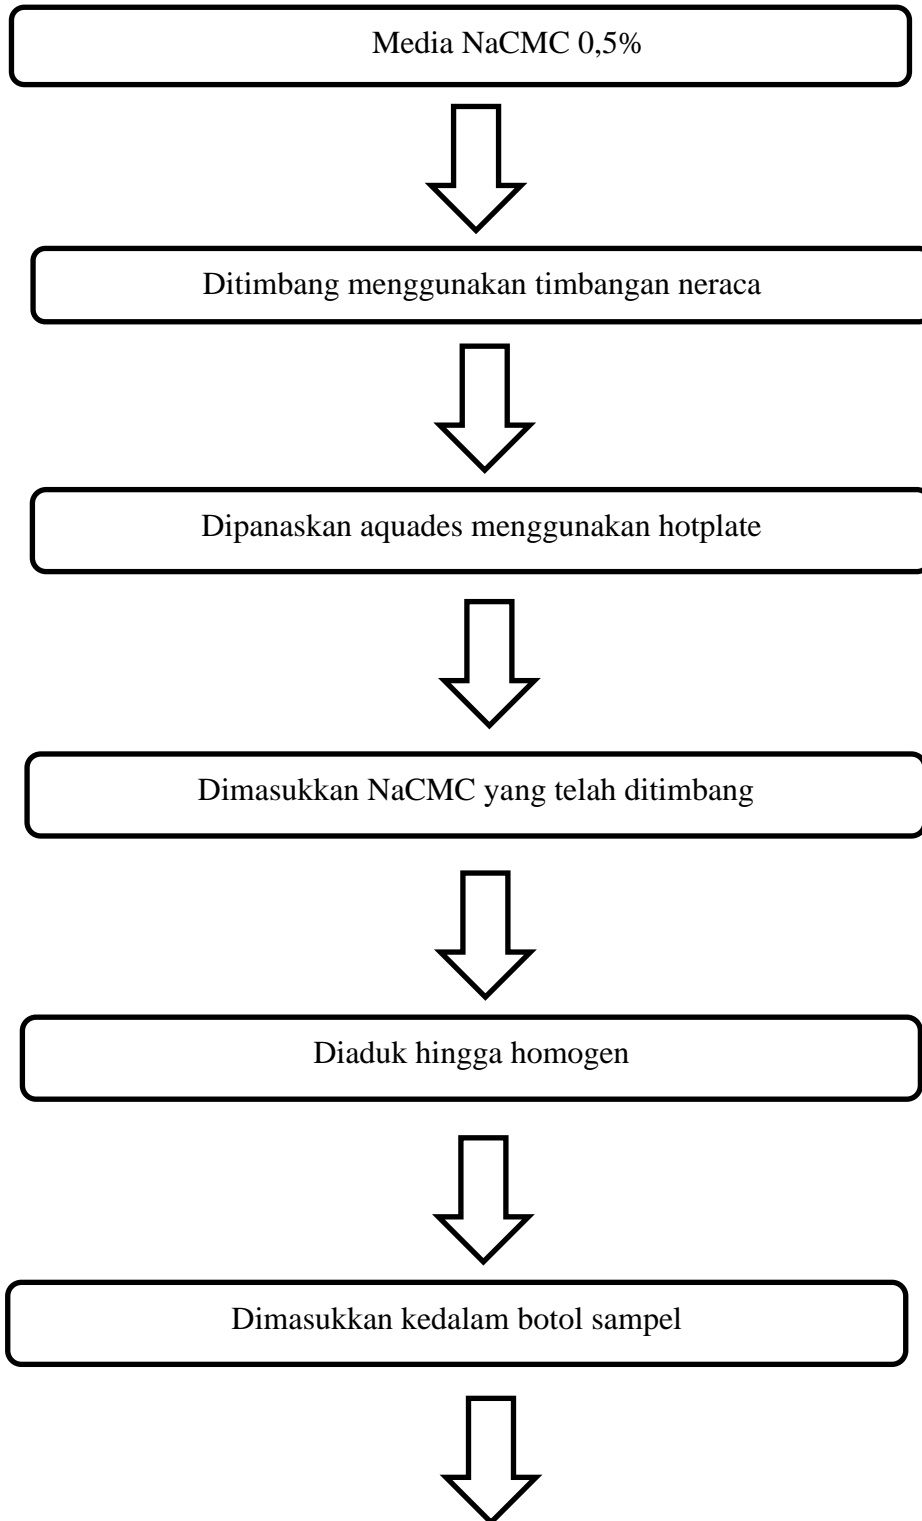 Media NaCMC 0,5%
Ditimbang menggunakan timbangan neraca
Dipanaskan aquades menggunakan hotplate
Dimasukkan NaCMC yang telah ditimbang
Diaduk hingga homogen
Dimasukkan kedalam botol sampel